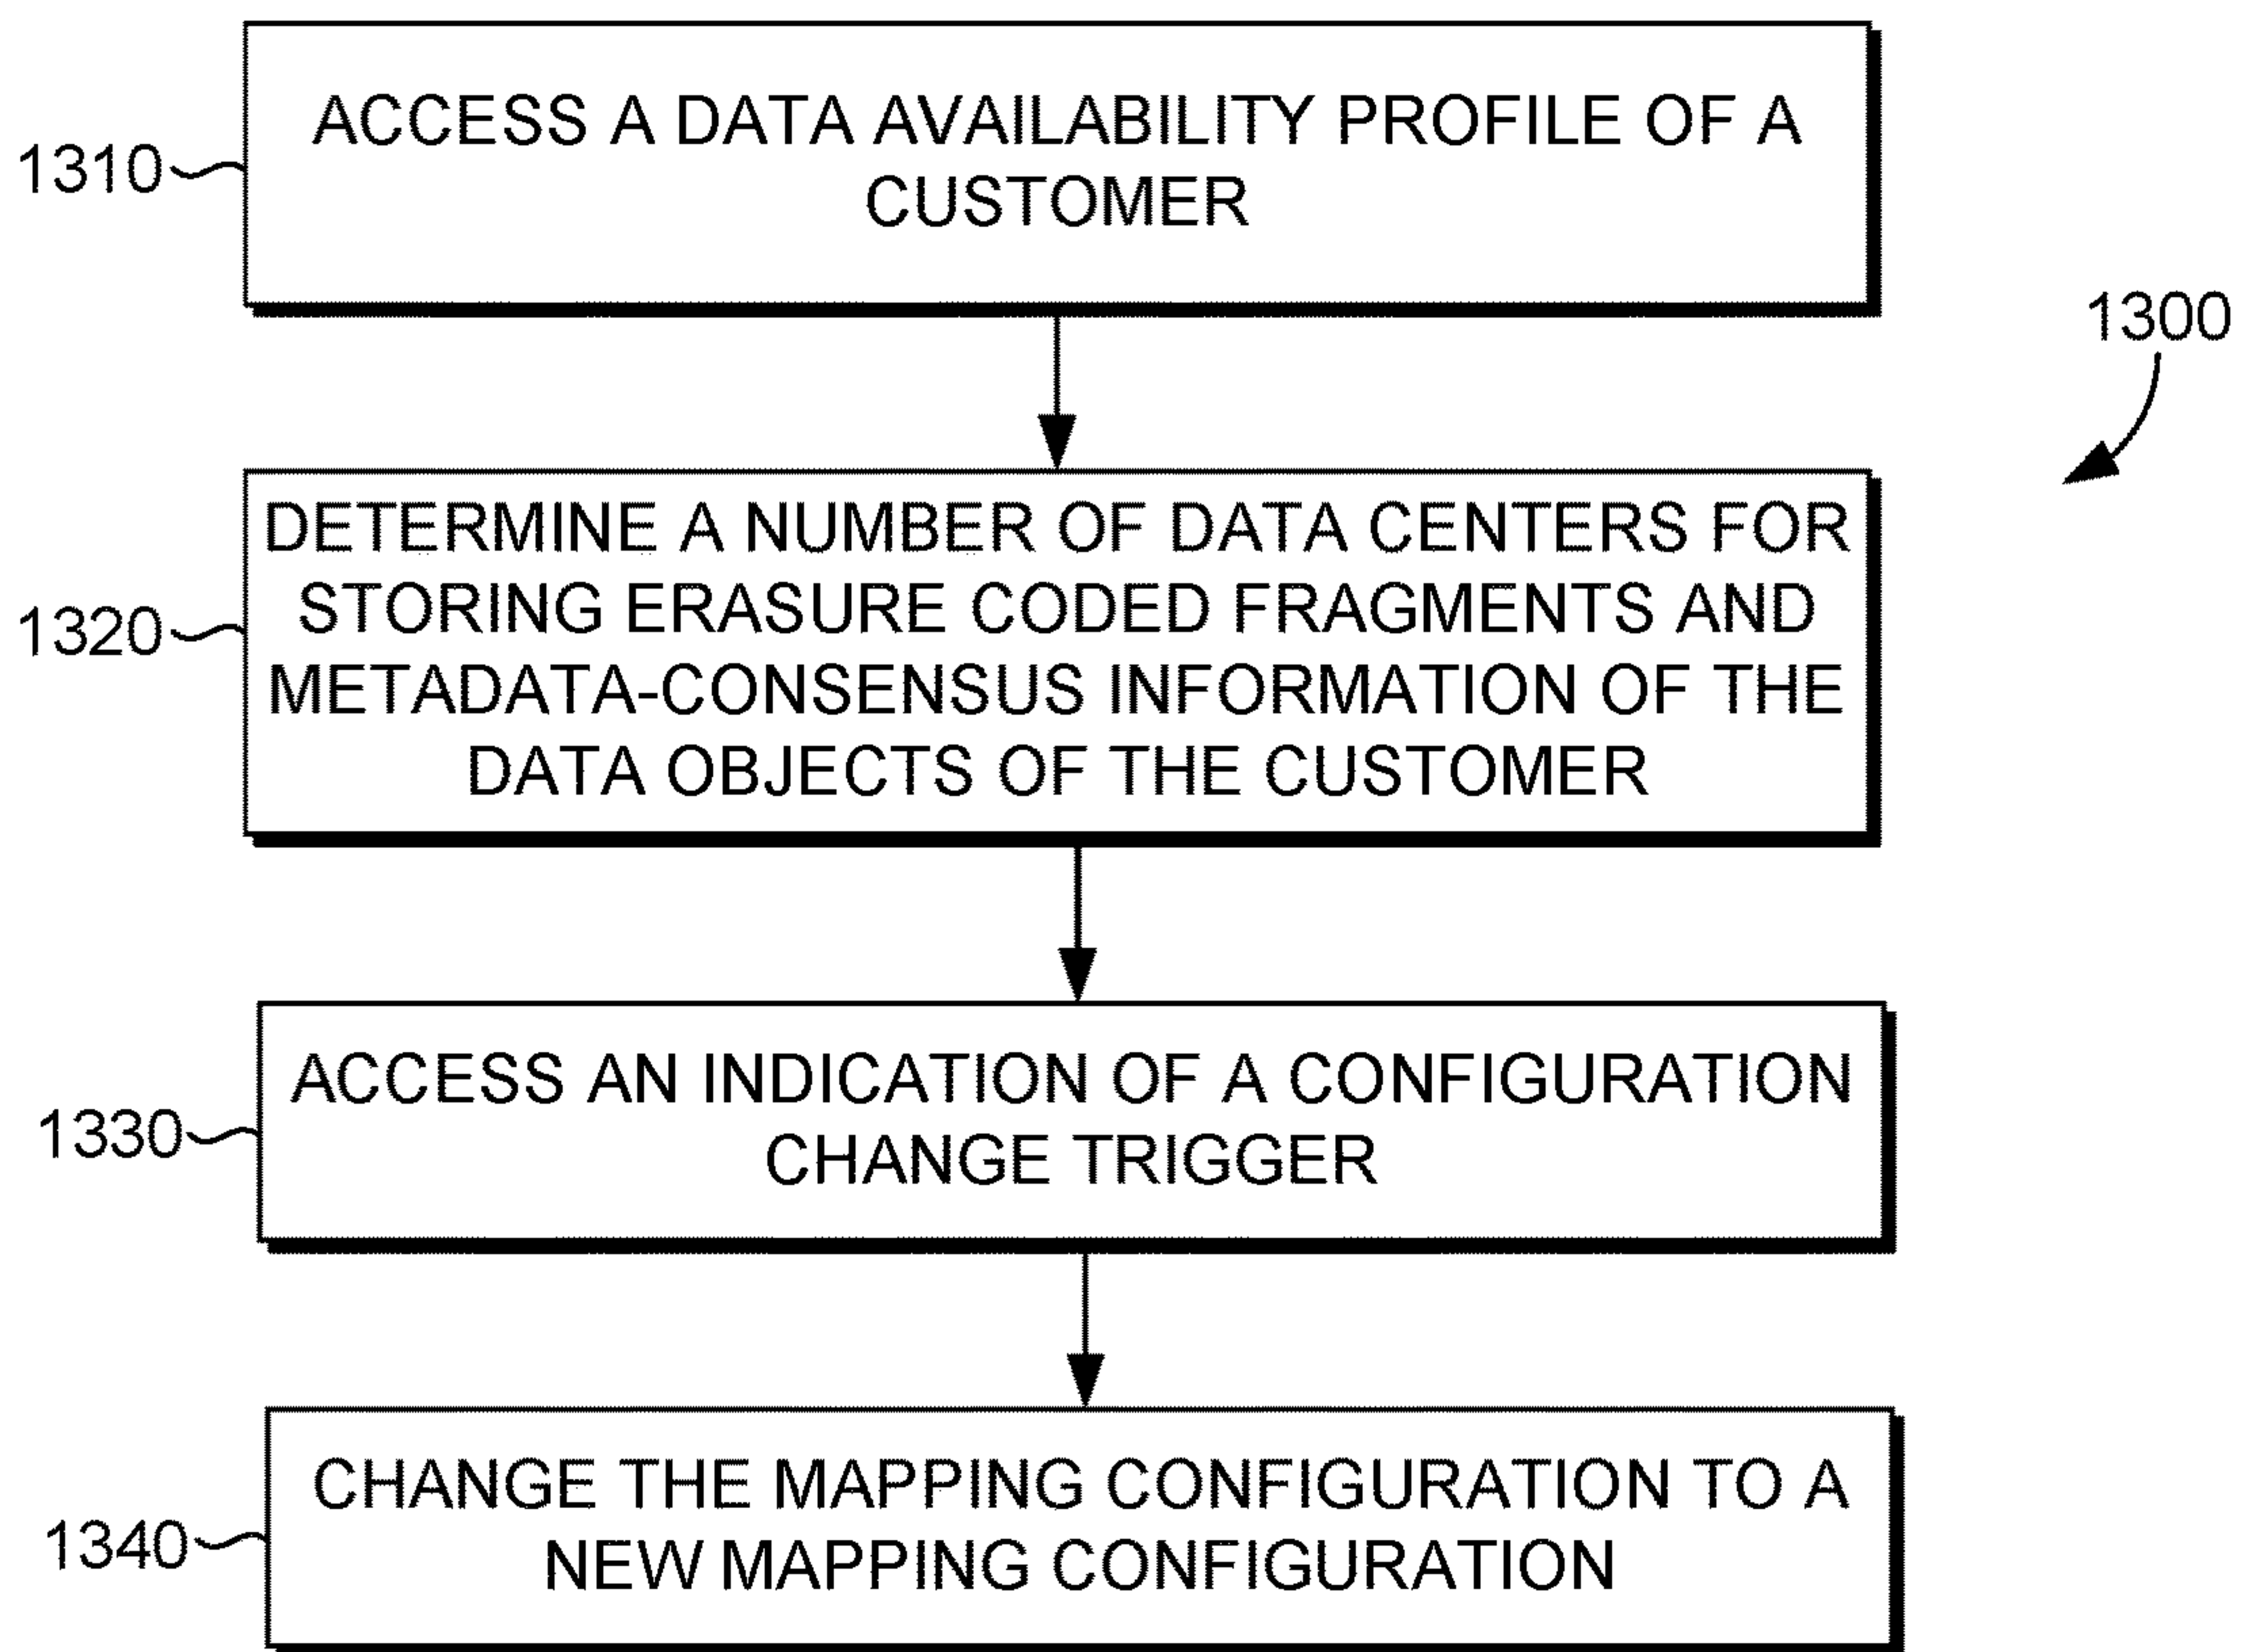 1310
ACCESS A DATA AVAILABILITY PROFILE OF A
CUSTOMER
1300
1320
DETERMINE A NUMBER OF DATA CENTERS FOR
STORING ERASURE CODED FRAGMENTS AND
METADATA-CONSENSUS INFORMATION OF THE
DATA OBJECTS OF THE CUSTOMER
1330
ACCESS AN INDICATION OF A CONFIGURATION
CHANGE TRIGGER
1340
CHANGE THE MAPPING CONFIGURATION TO A
NEW MAPPING CONFIGURATION